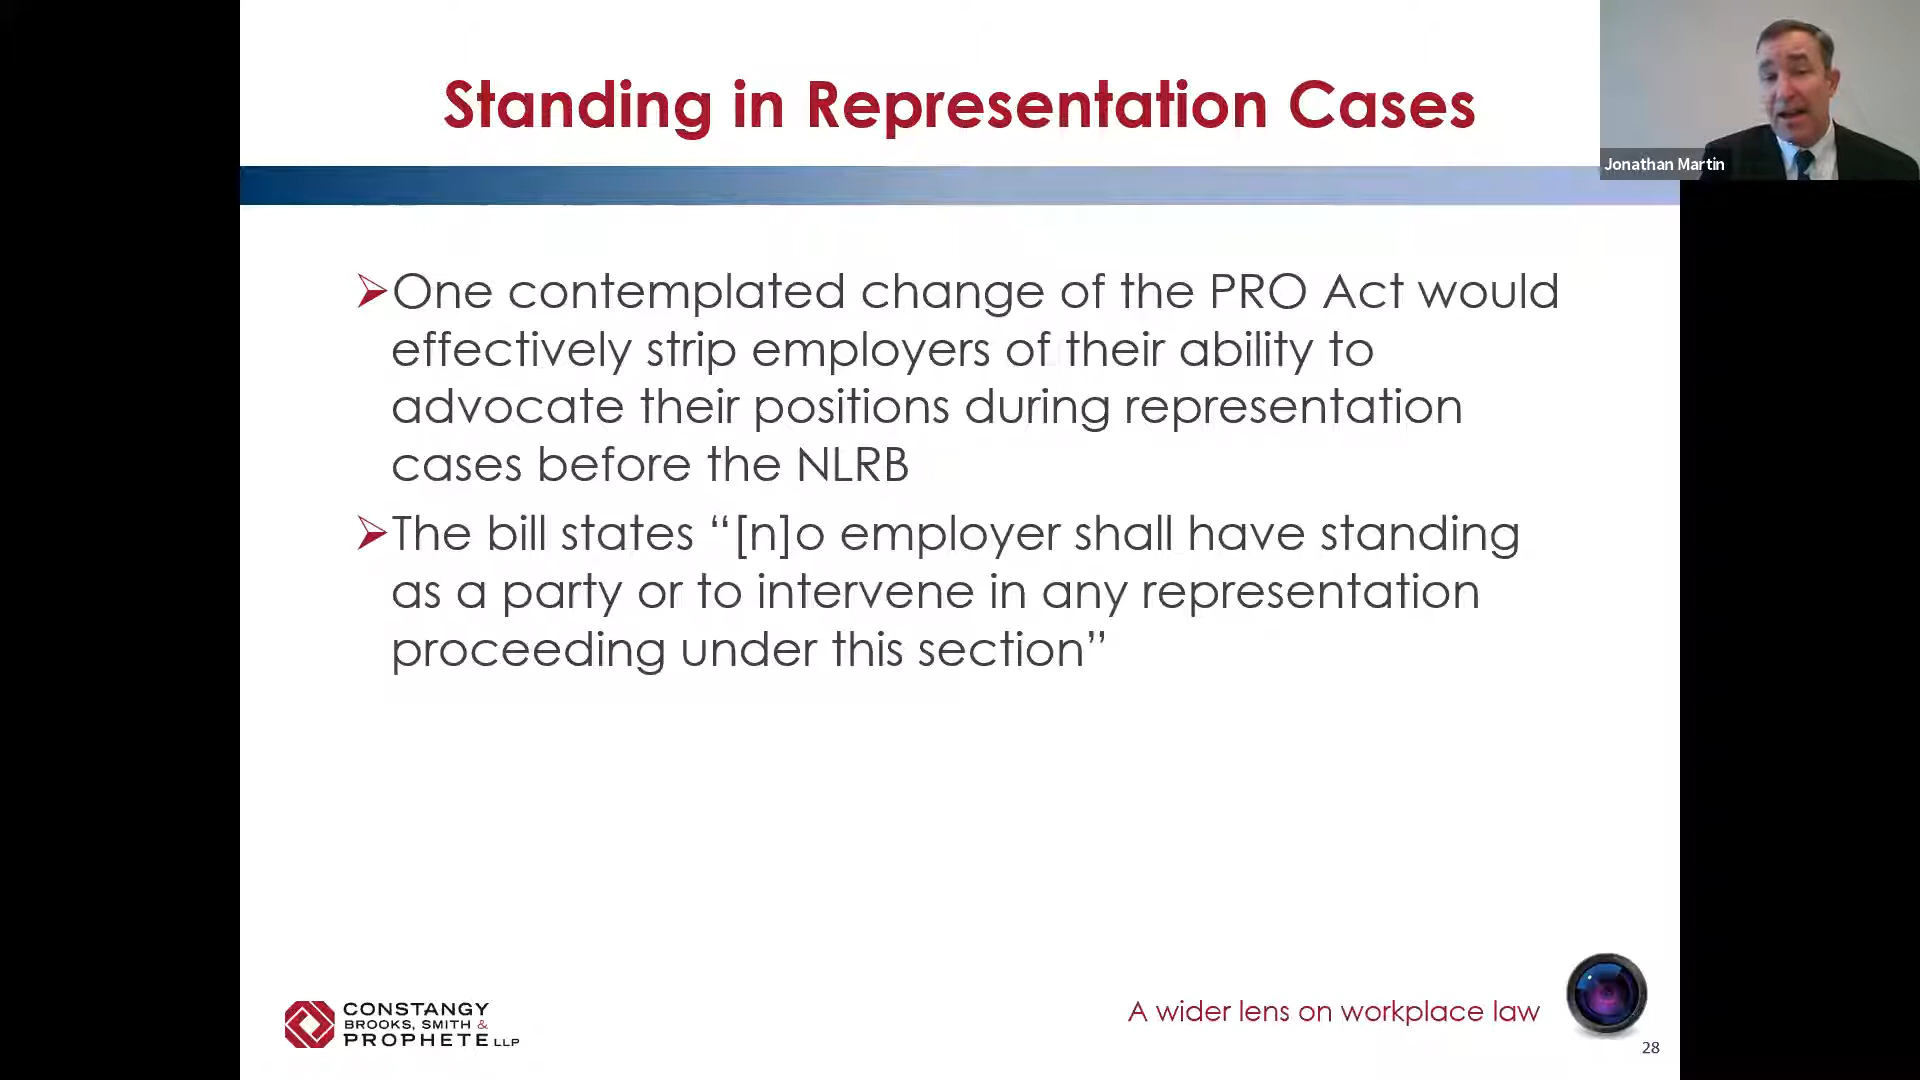 Standing in Representation Cases
Jonathan Martin
➢One contemplated change of the PRO Act would
effectively strip employers of their ability to
advocate their positions during representation
cases before the NLRB
➢The bill states “[n]o employer shall have standing
as a party or to intervene in any representation
proceeding under this section”
CONSTANGY
BROOKS, SMITH &
PROPHETE LLP
A wider lens on workplace law
28